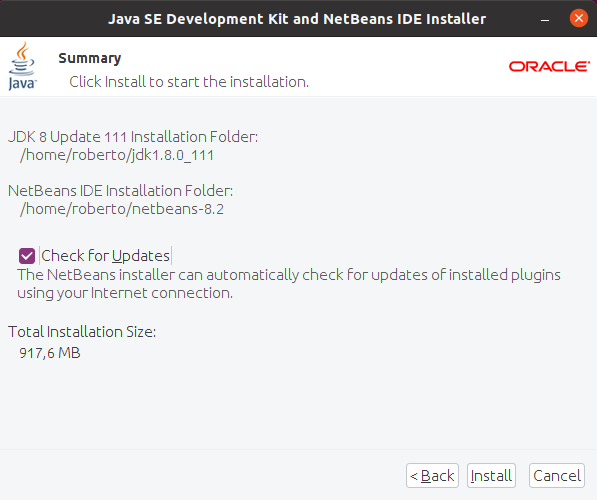 Java SE Development Kit and NetBeans IDE Installer
Java
Summary
Click Install to start the installation.
ORACLE
JDK 8 Update 111 Installation Folder:
/home/roberto/jdk1.8.0_111
NetBeans IDE Installation Folder:
/home/roberto/netbeans-8.2
Check for Updates
The NetBeans installer can automatically check for updates of installed plugins
using your Internet connection.
Total Installation Size:
917,6 MB
< Back Install Cancel